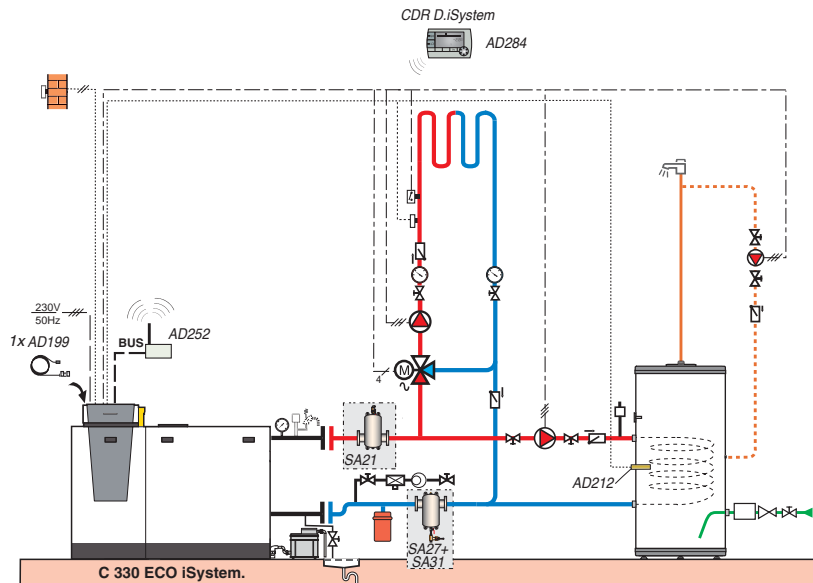 CDR D.iSystem
AD284
230V
50Hz
BUS
AD252
1x AD199
M
4
SA21
AD212
SA27+
SA31
C 330 ECO iSystem.